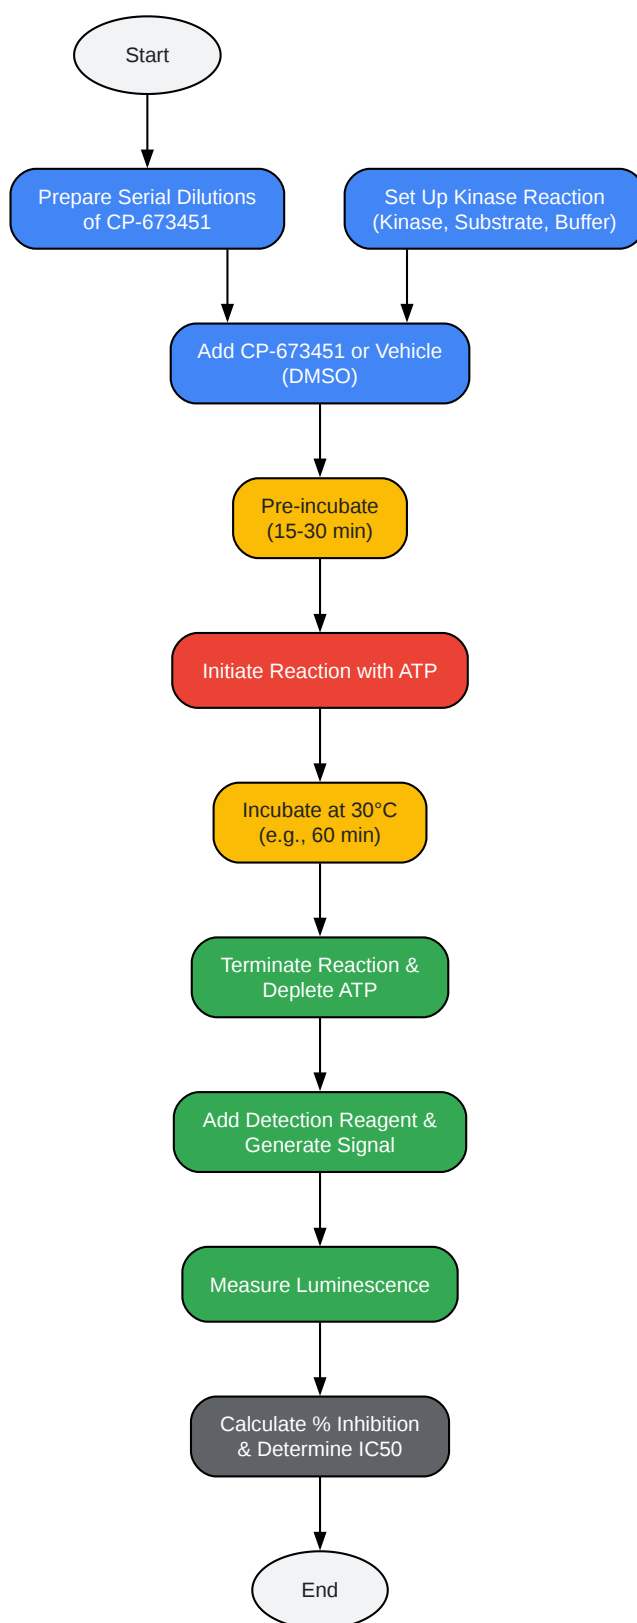 Start
Prepare Serial Dilutions
of CP-673451
Set Up Kinase Reaction
(Kinase, Substrate, Buffer)
Add CP-673451 or Vehicle
(DMSO)
Pre-incubate
(15-30 min)
Initiate Reaction with ATP
Incubate at 30°C
(e.g., 60 min)
Terminate Reaction &
Deplete ATP
Add Detection Reagent &
Generate Signal
Measure Luminescence
Calculate % Inhibition
& Determine IC50
End